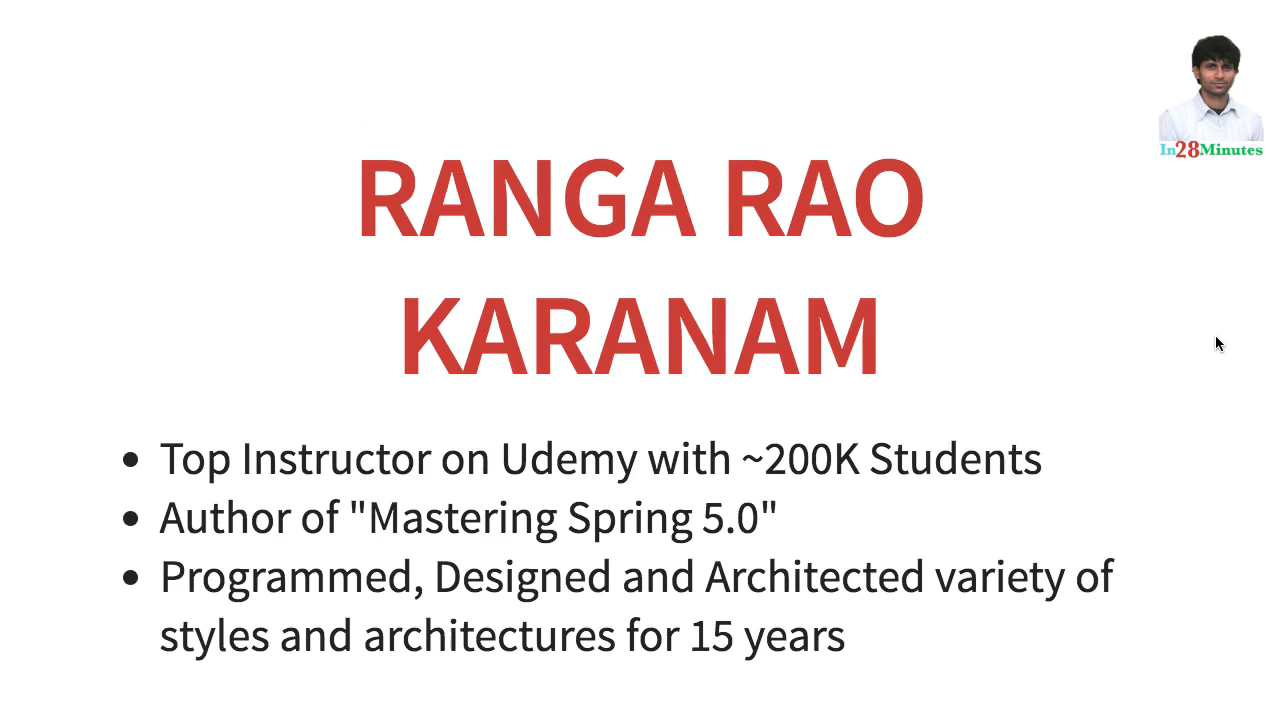 In28Minutes
RANGA RAO
KARANAM
• Top Instructor on Udemy with ~200K Students
• Author of "Mastering Spring 5.0"
• Programmed, Designed and Architected variety of
styles and architectures for 15 years